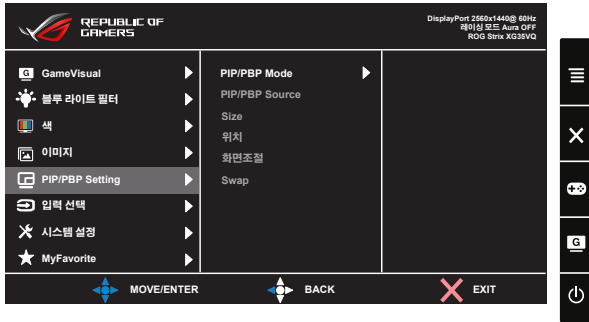 REPUBLIC OF
GAMERS
DisplayPort 2560x1440@ 60Hz
레이싱 모드 Aura OFF
ROG Strix XG35VQ
G GameVisual
블루 라이트 필터
색
이미지
PIP/PBP Setting
입력 선택
시스템 설정
MyFavorite
PIP/PBP Mode
PIP/PBP Source
Size
위치
화면조절
Swap
MOVE/ENTER
BACK
EXIT
G